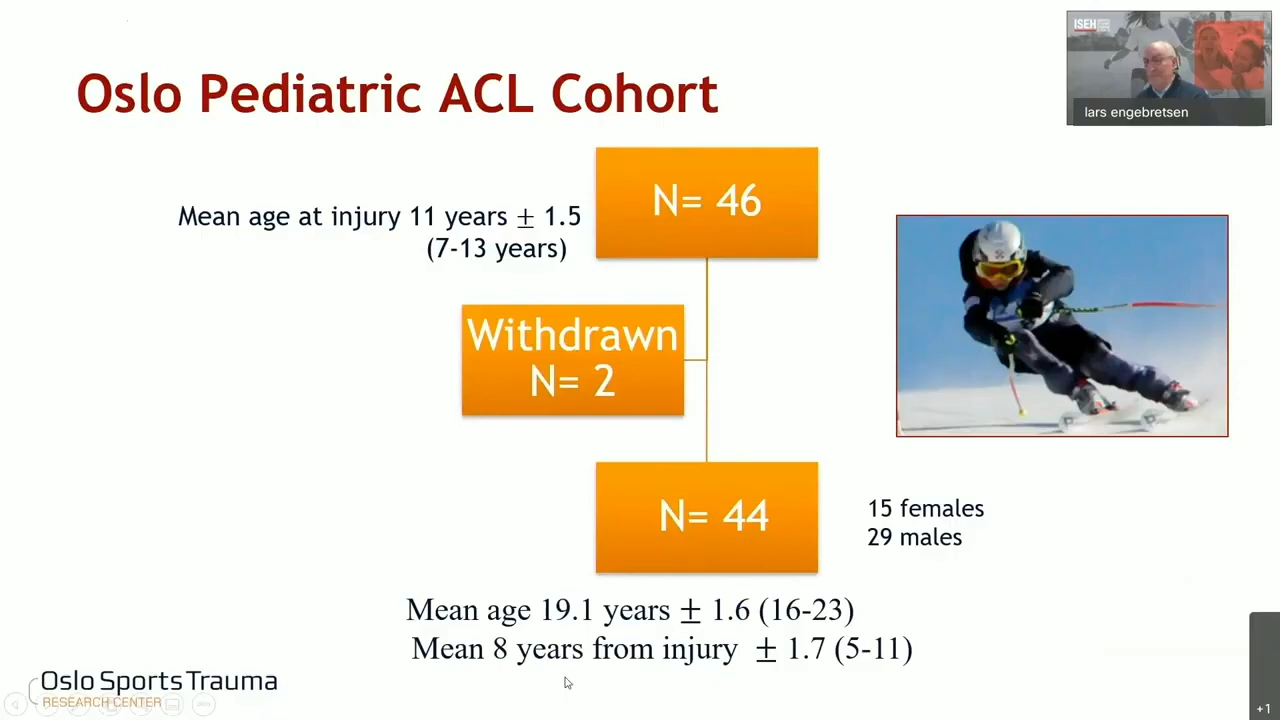 ISEH
lars engebretsen
Oslo Pediatric ACL Cohort
N= 46
Mean age at injury 11 years ± 1.5
(7-13 years)
Withdrawn
N= 2
N= 44
15 females
29 males
Mean age 19.1 years ± 1.6 (16-23)
Mean 8 years from injury ± 1.7 (5-11)
Oslo Sports Trauma
RESEARCH CENTER
+1